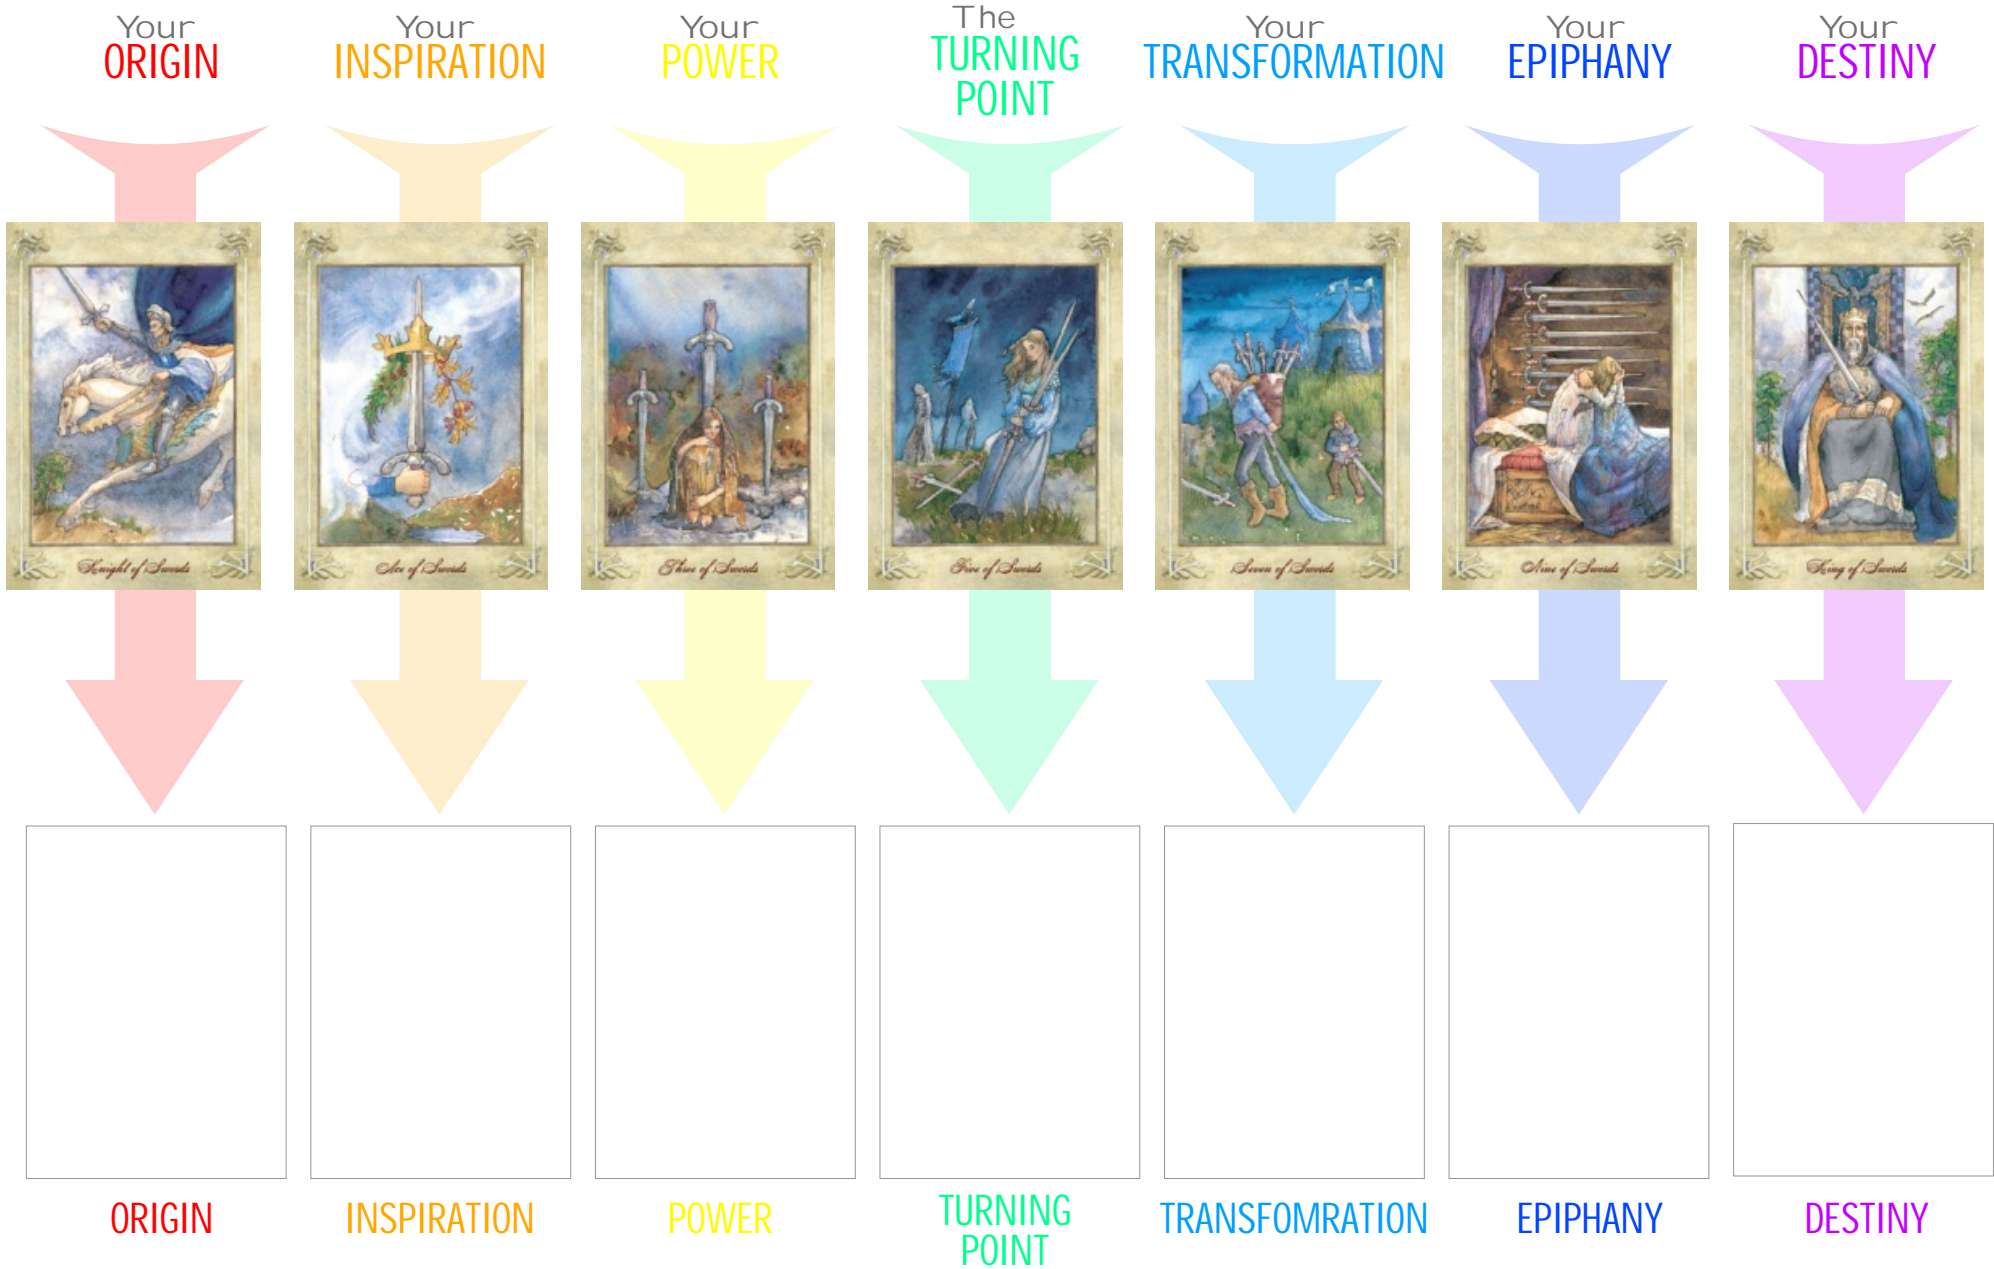 Your
ORIGIN
Your
INSPIRATION
Your
POWER
The
TURNING
POINT
Your
TRANSFORMATION
Your
EPIPHANY
Your
DESTINY
Knight of Swords
Ace of Swords
Three of Swords
Five of Swords
Seven of Swords
Nine of Swords
King of Swords
ORIGIN
INSPIRATION
POWER
TURNING
POINT
TRANSFOMRATION
EPIPHANY
DESTINY